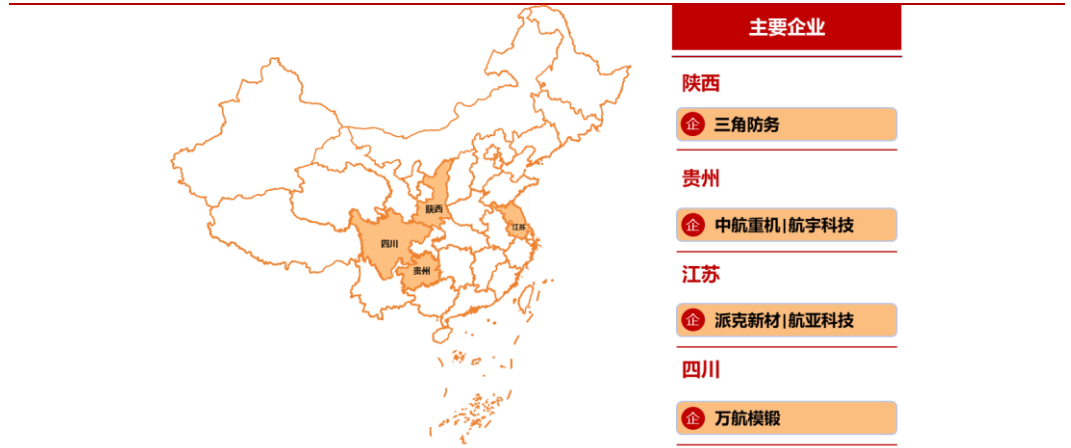 主要企业
陕西
企 三角防务
贵州
企 中航重机|航宇科技
江苏
企 派克新材|航亚科技
四川
企 万航模锻
陕西
江苏
四川
贵州